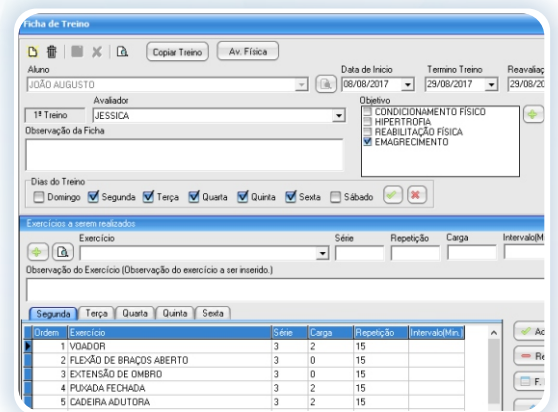 Ficha de Treino
Copiar Treino Av. Física
Aluno Data de Inicio Termino Treino
JOÃO AUGUSTO 08/08/2017 29/08/2017 29/08/20
Avaliador Objetivo
1ª Treino JESSICA
CONDICIONAMENTO FÍSICO
HIPERTROFIA
REABILITAÇÃO FÍSICA
EMAGRECIMENTO
Observação da Ficha
Dias do Treino
Domingo Segunda Terça Quarta Quinta Sexta Sábado
Exercícios a serem realizados
Exercício Série Repetição Carga Intervalo(M
Observação do Exercício (Observação do exercício a ser inserido.)
Segunda Terça Quarta Quinta Sexta
Ordem Exercício Série Carga Repetição Intervalo(Min.)
1 VOADOR 3 2 15
2 FLEXÃO DE BRAÇOS ABERTO 3 0 15
3 EXTENSÃO DE OMBRO 3 0 15
4 PUXADA FECHADA 3 2 15
5 CADEIRA ADUTORA 3 2 15